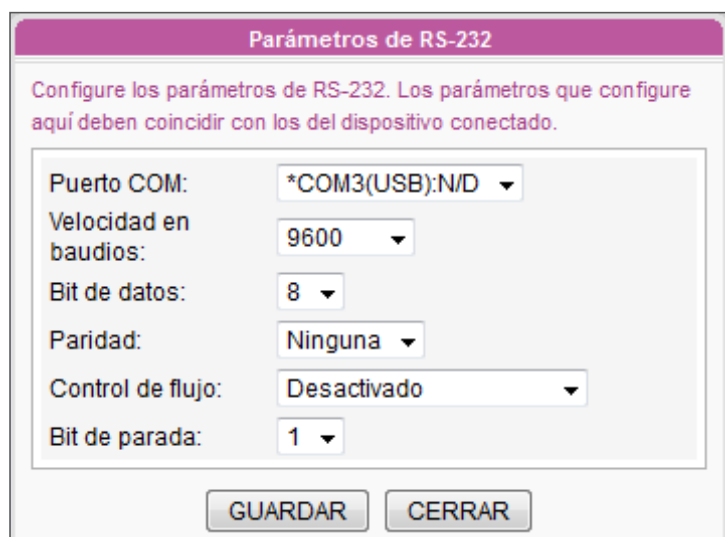 Parámetros de RS-232
Configure los parámetros de RS-232. Los parámetros que configure
aquí deben coincidir con los del dispositivo conectado.
Puerto COM: *COM3(USB):N/D
Velocidad en
baudios: 9600
Bit de datos: 8
Paridad: Ninguna
Control de flujo: Desactivado
Bit de parada: 1
GUARDAR CERRAR